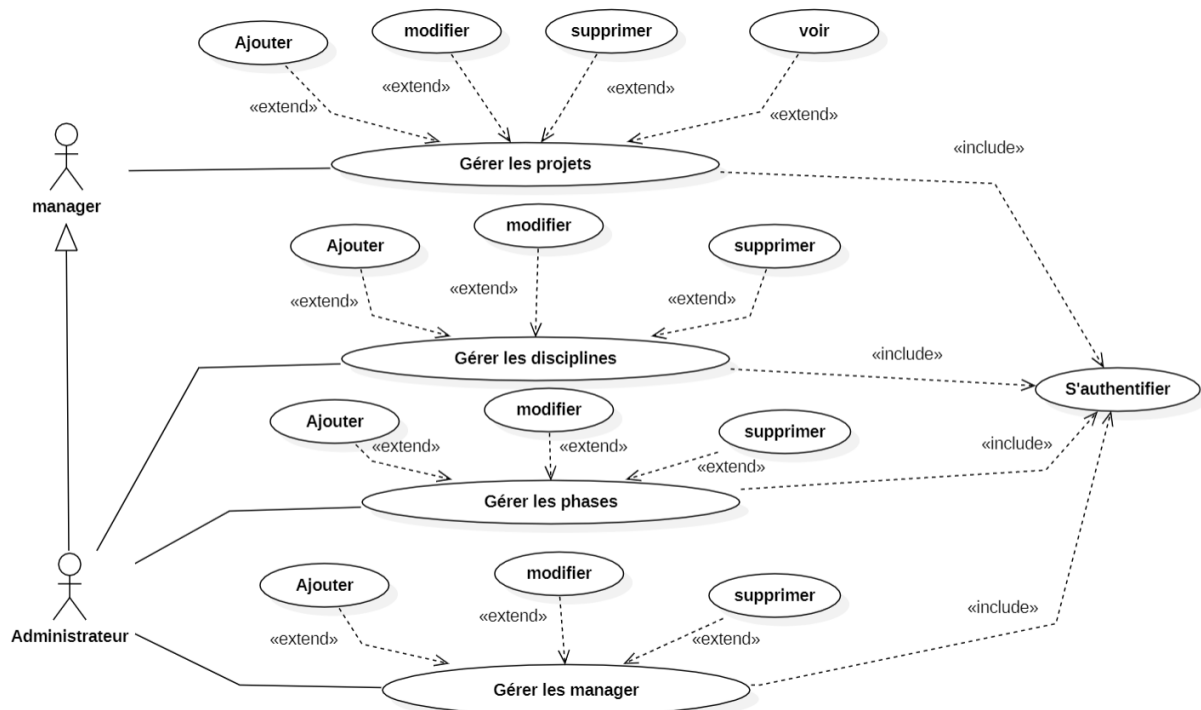 Ajouter
modifier
supprimer
voir
«extend»
«extend»
«extend»
«extend»
manager
Gérer les projets
«include»
Ajouter
modifier
supprimer
«extend»
«extend»
«extend»
Gérer les disciplines
«include»
S'authentifier
Ajouter
modifier
supprimer
«extend»
«extend»
«extend»
Gérer les phases
«include»
Administrateur
Ajouter
modifier
supprimer
«extend»
«extend»
«extend»
Gérer les manager
«include»